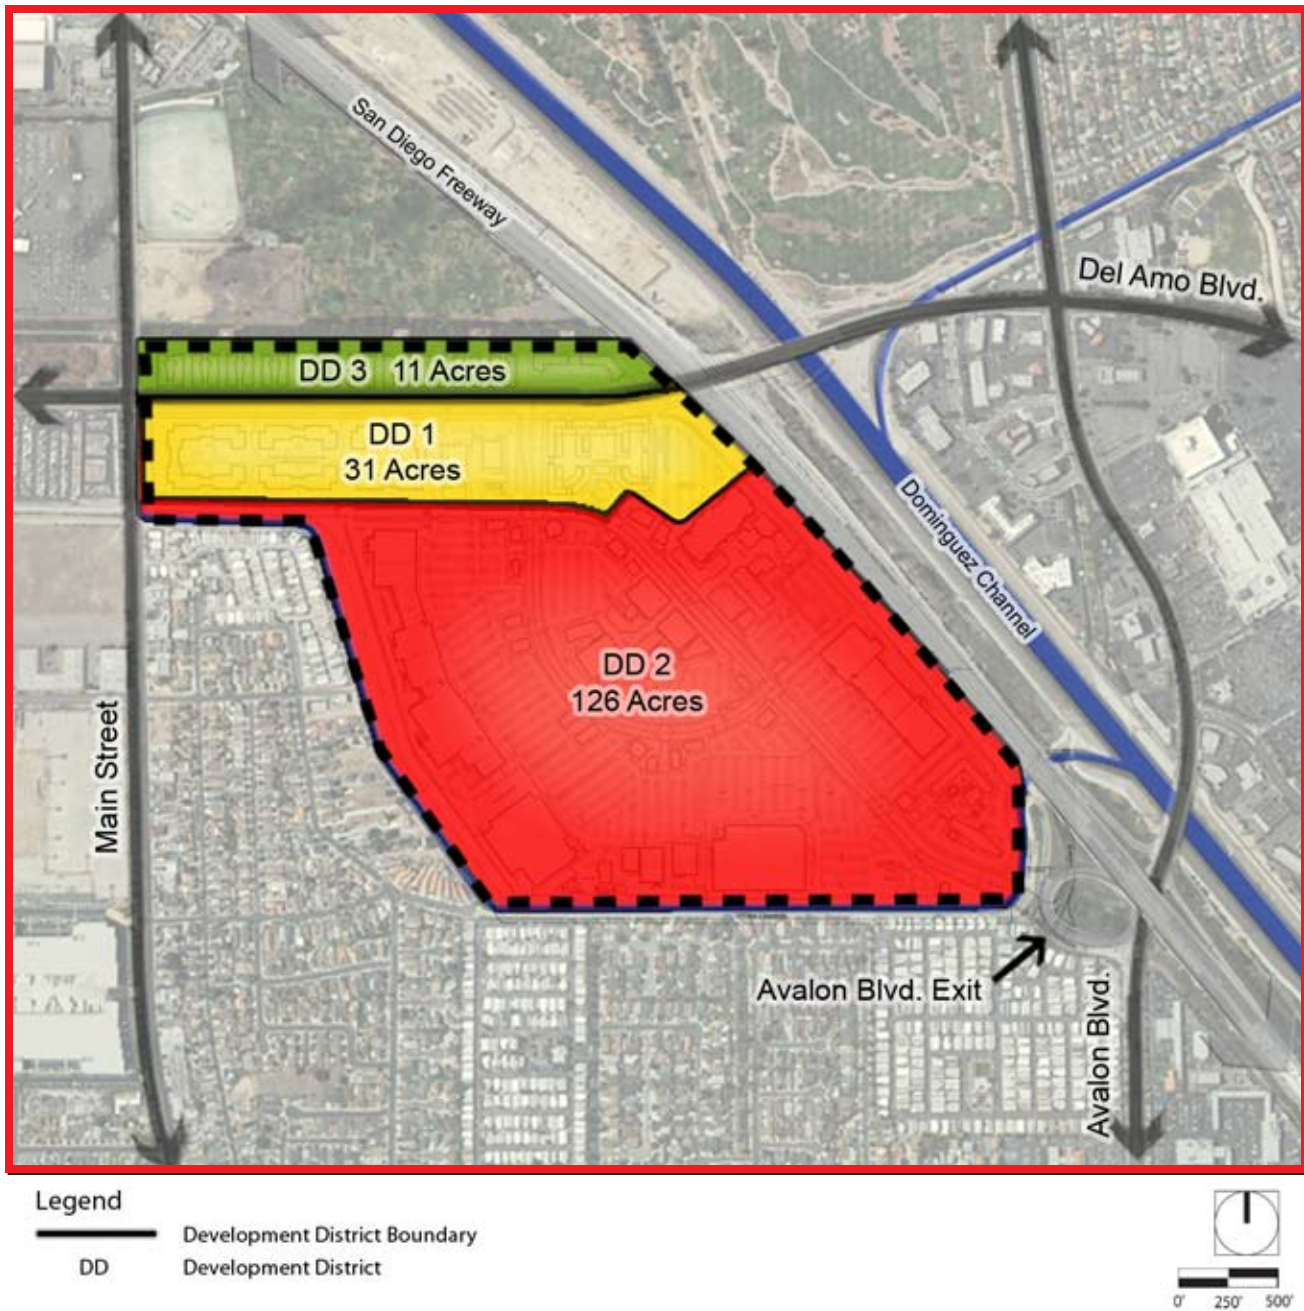 San Diego Freeway
Del Amo Blvd.
DD 3 11 Acres
DD 1
31 Acres
Dominguez Channel
DD 2
126 Acres
Main Street
Avalon Blvd. Exit
Avalon Blvd.
Legend
Development District Boundary
DD Development District
0' 250' 500'